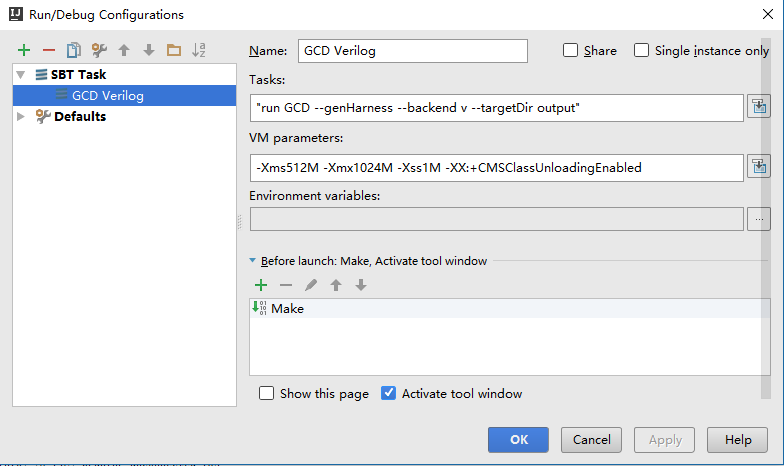 Run/Debug Configurations
Name: GCD Verilog
Share
Single instance only
SBT Task
GCD Verilog
Defaults
Tasks:
"run GCD --genHarness --backend v --targetDir output"
VM parameters:
-Xms512M -Xmx1024M -Xss1M -XX:+CMSClassUnloadingEnabled
Environment variables:
...
Before launch: Make, Activate tool window
Make
Show this page
Activate tool window
OK
Cancel
Apply
Help